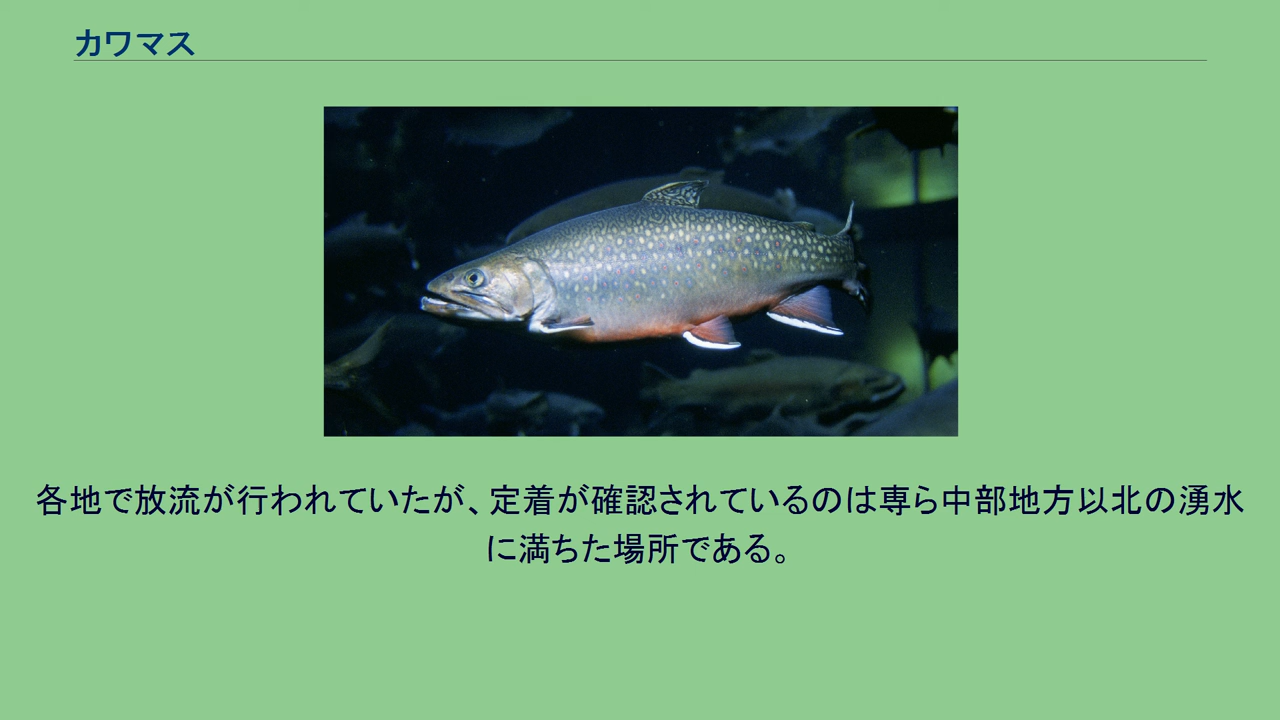 カワマス
各地で放流が行われていたが、定着が確認されているのは専ら中部地方以北の湧水
に満ちた場所である。